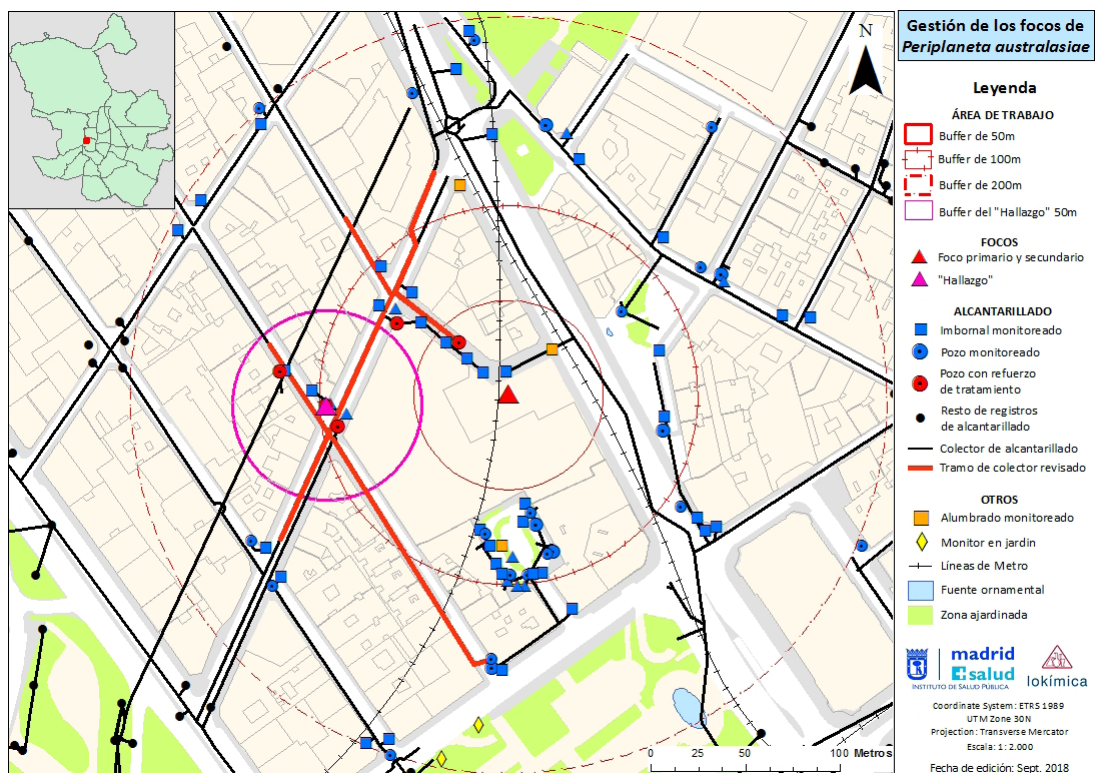 Gestión de los focos de
Periplaneta australasiae
N
Leyenda
ÁREA DE TRABAJO
Buffer de 50m
Buffer de 100m
Buffer de 200m
Buffer del "Hallazgo" 50m
FOCOS
Foco primario y secundario
"Hallazgo"
ALCANTARILLADO
Imbornal monitoreado
Pozo monitoreado
Pozo con refuerzo
de tratamiento
Resto de registros
de alcantarillado
Colector de alcantarillado
Tramo de colector revisado
OTROS
Alumbrado monitoreado
Monitor en jardin
Líneas de Metro
Fuente ornamental
Zona ajardinada
madrid
salud
INSTITUTO DE SALUD PÚBLICA
lokímica
Coordinate System: ETRS 1989
UTM Zone 30N
Projection: Transverse Mercator
Escala: 1:2.000
Fecha de edición: Sept. 2018
0 25 50 100 Metros